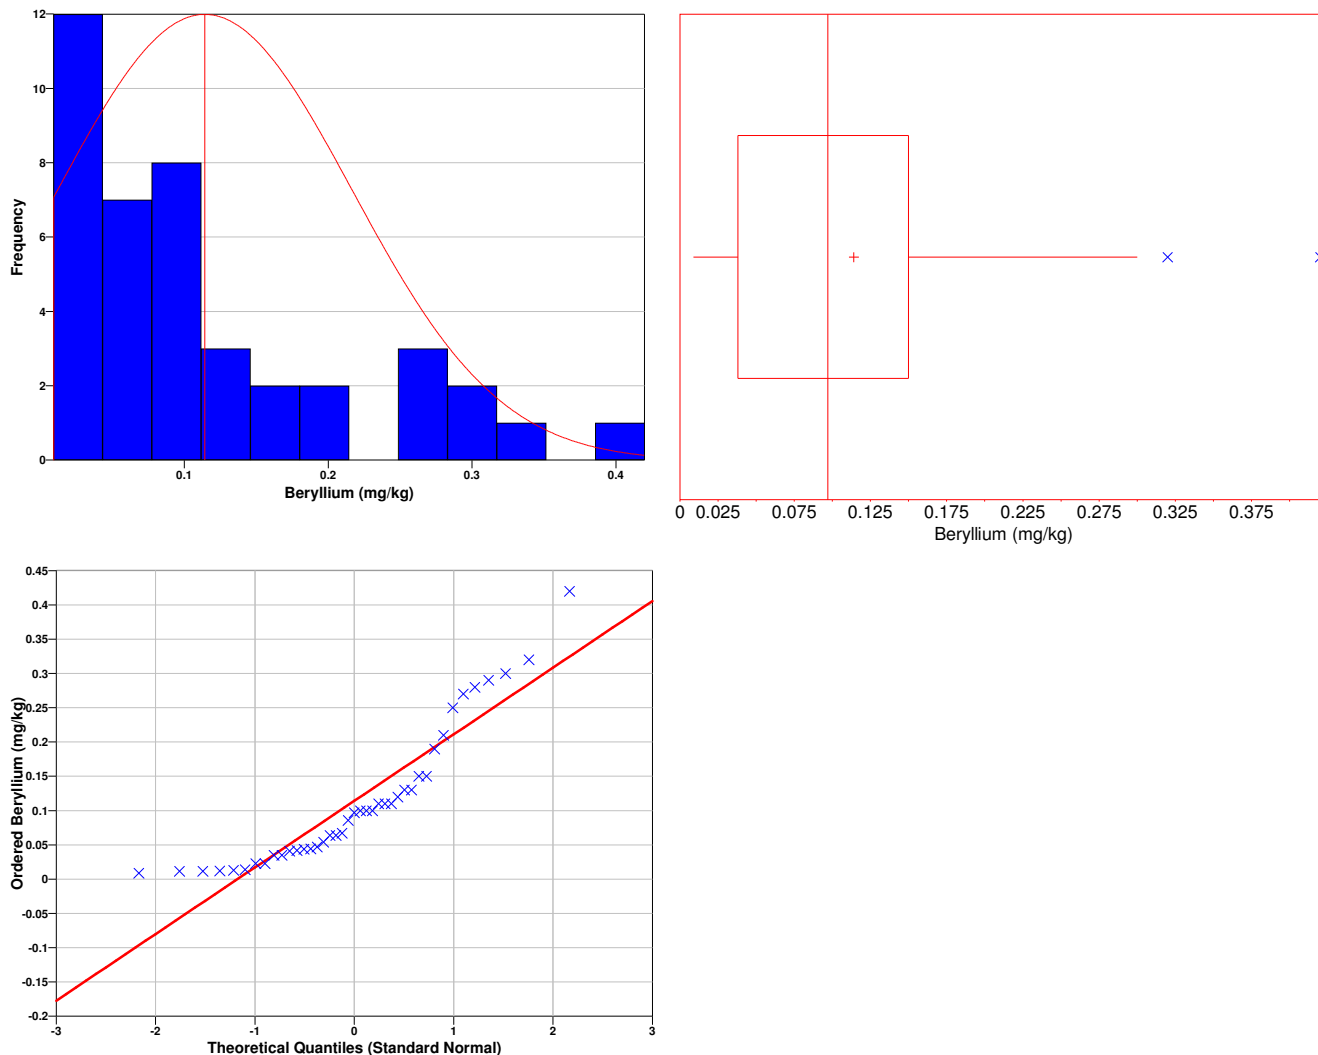 12
10
8
6
4
2
0
Frequency
0.1 0.2 0.3 0.4
Beryllium (mg/kg)
0 0.025 0.075 0.125 0.175 0.225 0.275 0.325 0.375
Beryllium (mg/kg)
0.45
0.4
0.35
0.3
0.25
0.2
0.15
0.1
0.05
0
-0.05
-0.1
-0.15
-0.2
Ordered Beryllium (mg/kg)
-3 -2 -1 0 1 2 3
Theoretical Quantiles (Standard Normal)